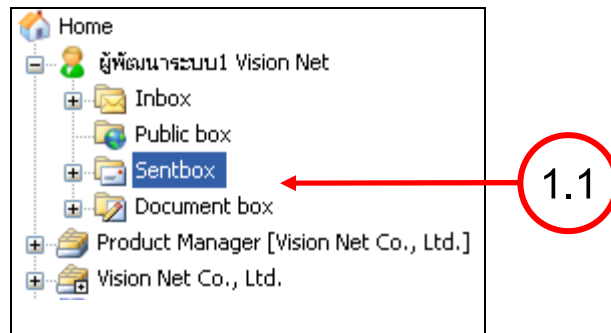 Home
ผู้พัฒนาระบบ1 Vision Net
Inbox
Public box
Sentbox
1.1
Document box
Product Manager [Vision Net Co., Ltd.]
Vision Net Co., Ltd.